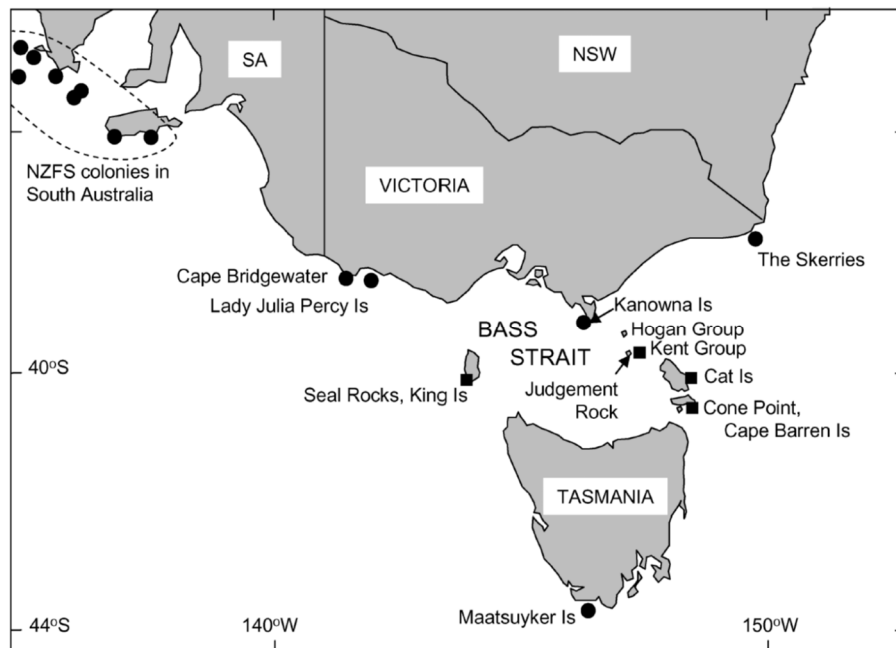 SA
NSW
NZFS colonies in
South Australia
VICTORIA
The Skerries
Cape Bridgewater
Lady Julia Percy Is
Kanowna Is
BASS
STRAIT
Hogan Group
Kent Group
40°S
Seal Rocks, King Is
Judgement
Rock
Cat Is
Cone Point,
Cape Barren Is
TASMANIA
Maatsuyker Is
44°S
140°W
150°W